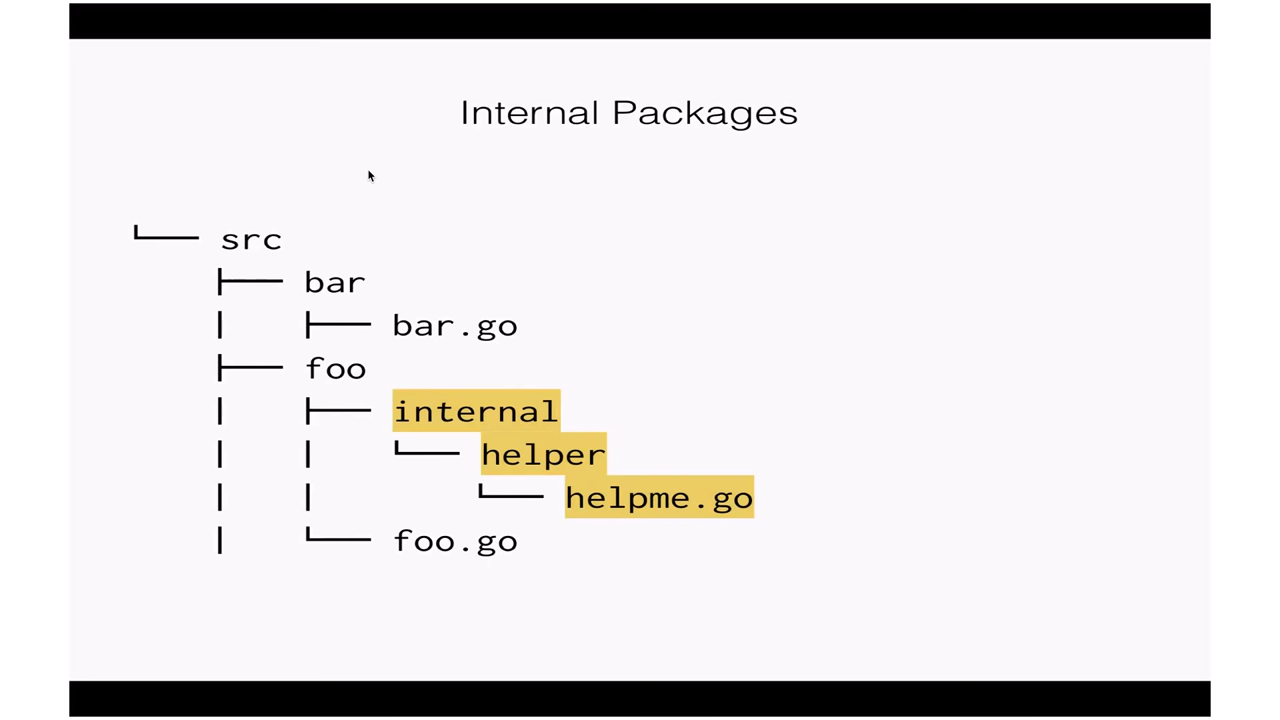 Internal Packages
└── src
├── bar
│ ├── bar.go
├── foo
│ ├── internal
│ │ └── helper
│ │ └── helpme.go
│ └── foo.go